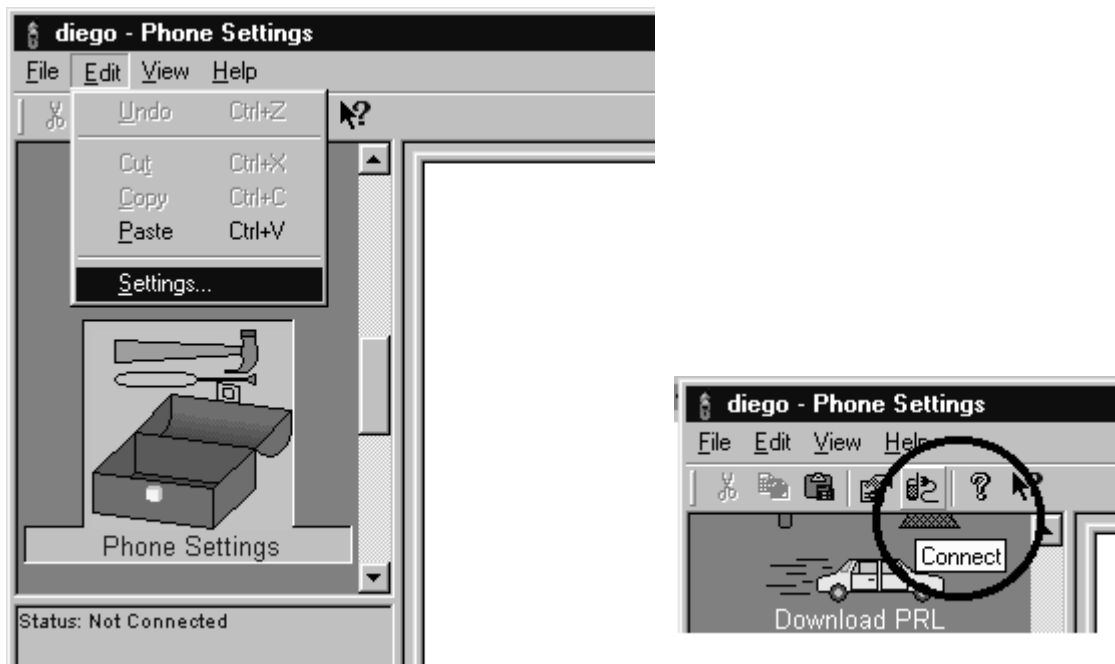 diego - Phone Settings
File Edit View Help
Undo Ctrl+Z
Cut Ctrl+X
Copy Ctrl+C
Paste Ctrl+V
Settings...
Phone Settings
Status: Not Connected
diego - Phone Settings
File Edit View Help
Connect
Download PRL